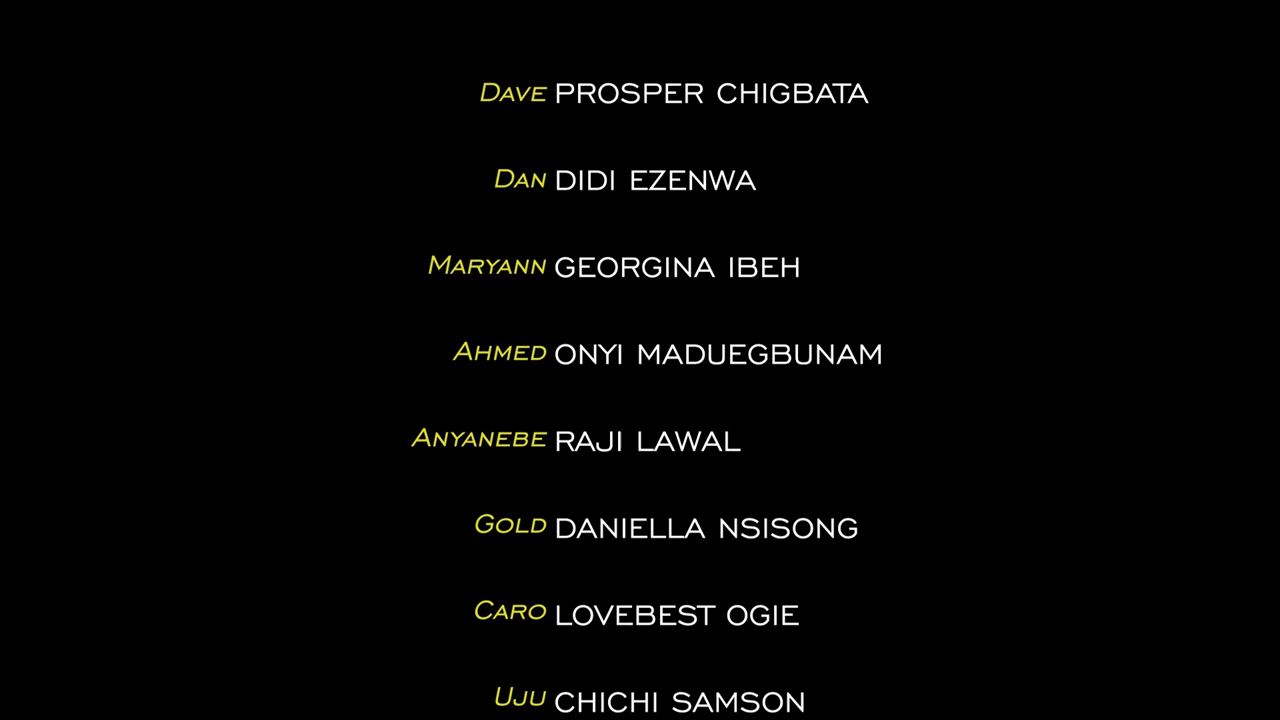 Dave PROSPER CHIGBATA
Dan DIDI EZENWA
Maryann GEORGINA IBEH
Ahmed ONYI MADUEGBUNAM
Anyanebe RAJI LAWAL
Gold DANIELLA NSISONG
Caro LOVEBEST OGIE
Uju CHICHI SAMSON